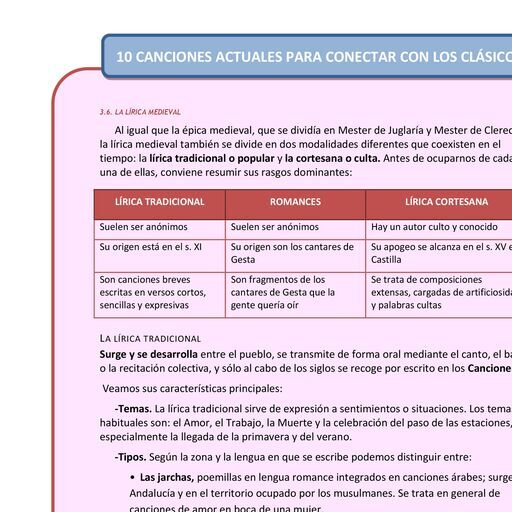 10 CANCIONES ACTUALES PARA CONECTAR CON LOS CLÁSICO
3.6. LA LÍRICA MEDIEVAL
Al igual que la épica medieval, que se dividía en Mester de Juglaría y Mester de Clerec
la lírica medieval también se divide en dos modalidades diferentes que coexisten en el
tiempo: la lírica tradicional o popular y la cortesana o culta. Antes de ocuparnos de cada
una de ellas, conviene resumir sus rasgos dominantes:
LÍRICA TRADICIONAL ROMANCES LÍRICA CORTESANA
Suelen ser anónimos Suelen ser anónimos Hay un autor culto y conocido
Su origen está en el s. XI Su origen son los cantares de Su apogeo se alcanza en el s. XV e
Gesta Castilla
Son canciones breves Son fragmentos de los Se trata de composiciones
escritas en versos cortos, cantares de Gesta que la extensas, cargadas de artificiosid
sencillas y expresivas gente quería oír y palabras cultas
LA LÍRICA TRADICIONAL
Surge y se desarrolla entre el pueblo, se transmite de forma oral mediante el canto, el ba
o la recitación colectiva, y sólo al cabo de los siglos se recoge por escrito en los Cancione
Veamos sus características principales:
-Temas. La lírica tradicional sirve de expresión a sentimientos o situaciones. Los tema
habituales son: el Amor, el Trabajo, la Muerte y la celebración del paso de las estaciones,
especialmente la llegada de la primavera y del verano.
-Tipos. Según la zona y la lengua en que se escribe podemos distinguir entre:
• Las jarchas, poemillas en lengua romance integrados en canciones árabes; surge
Andalucía y en el territorio ocupado por los musulmanes. Se trata en general de
canciones de amor en boca de una mujer.